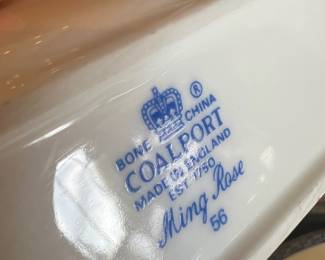 BONE CHINA ®
COALPORT
MADE IN ENGLAND
EST. 1750
Ming Rose
56